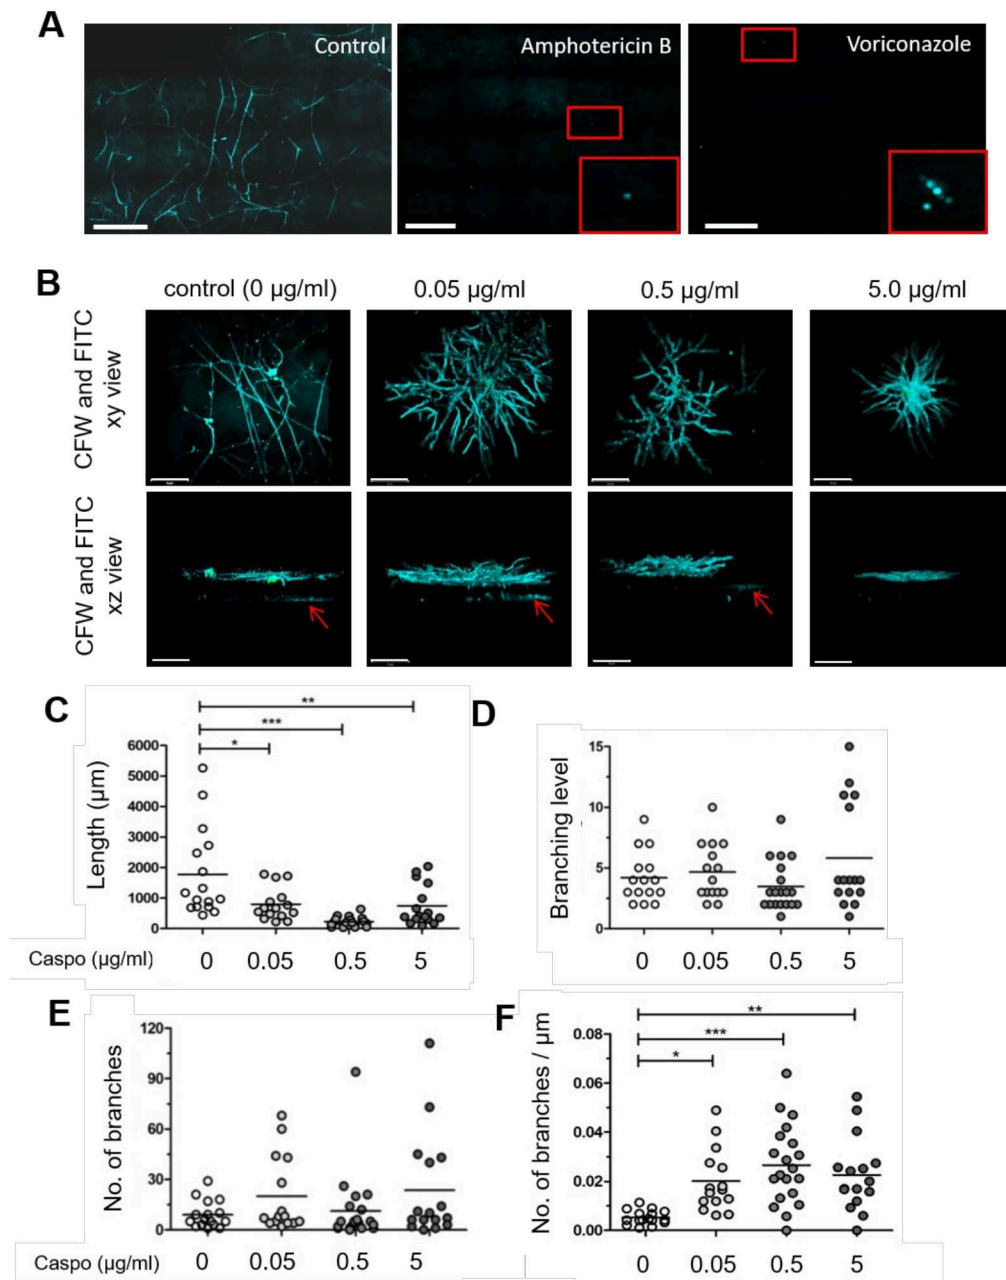 A
Control
Amphotericin B
Voriconazole
B
control (0 µg/ml)
0.05 µg/ml
0.5 µg/ml
5.0 µg/ml
CFW and FITC
xy view
CFW and FITC
xz view
C
**
***
*
Length (µm)
6000
5000
4000
3000
2000
1000
0
Caspo (µg/ml)
0
0.05
0.5
5
D
Branching level
15
10
5
0
0
0.05
0.5
5
E
No. of branches
120
90
60
30
0
Caspo (µg/ml)
0
0.05
0.5
5
F
**
***
*
No. of branches / µm
0.08
0.06
0.04
0.02
0.00
0
0.05
0.5
5